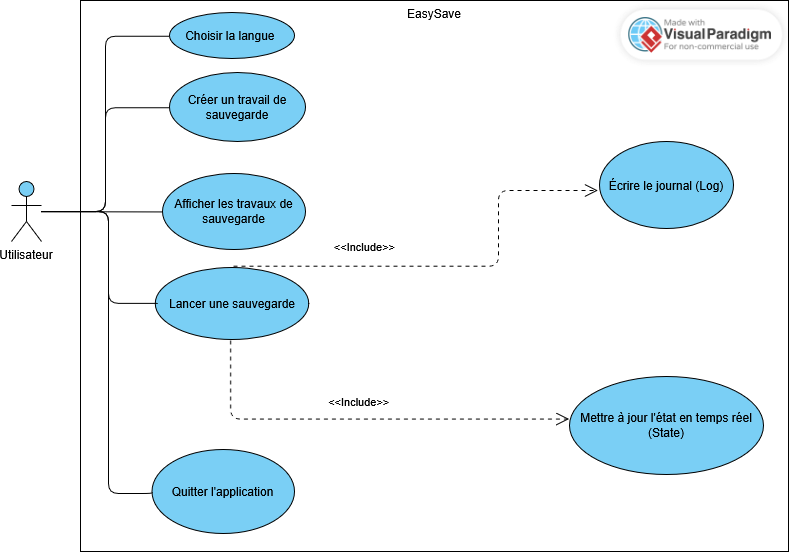 EasySave
Made with
VisualParadigm
For non-commercial use
Choisir la langue
Créer un travail de
sauvegarde
Afficher les travaux de
sauvegarde
Écrire le journal (Log)
Utilisateur
<<Include>>
Lancer une sauvegarde
<<Include>>
Mettre à jour l'état en temps réel
(State)
Quitter l'application